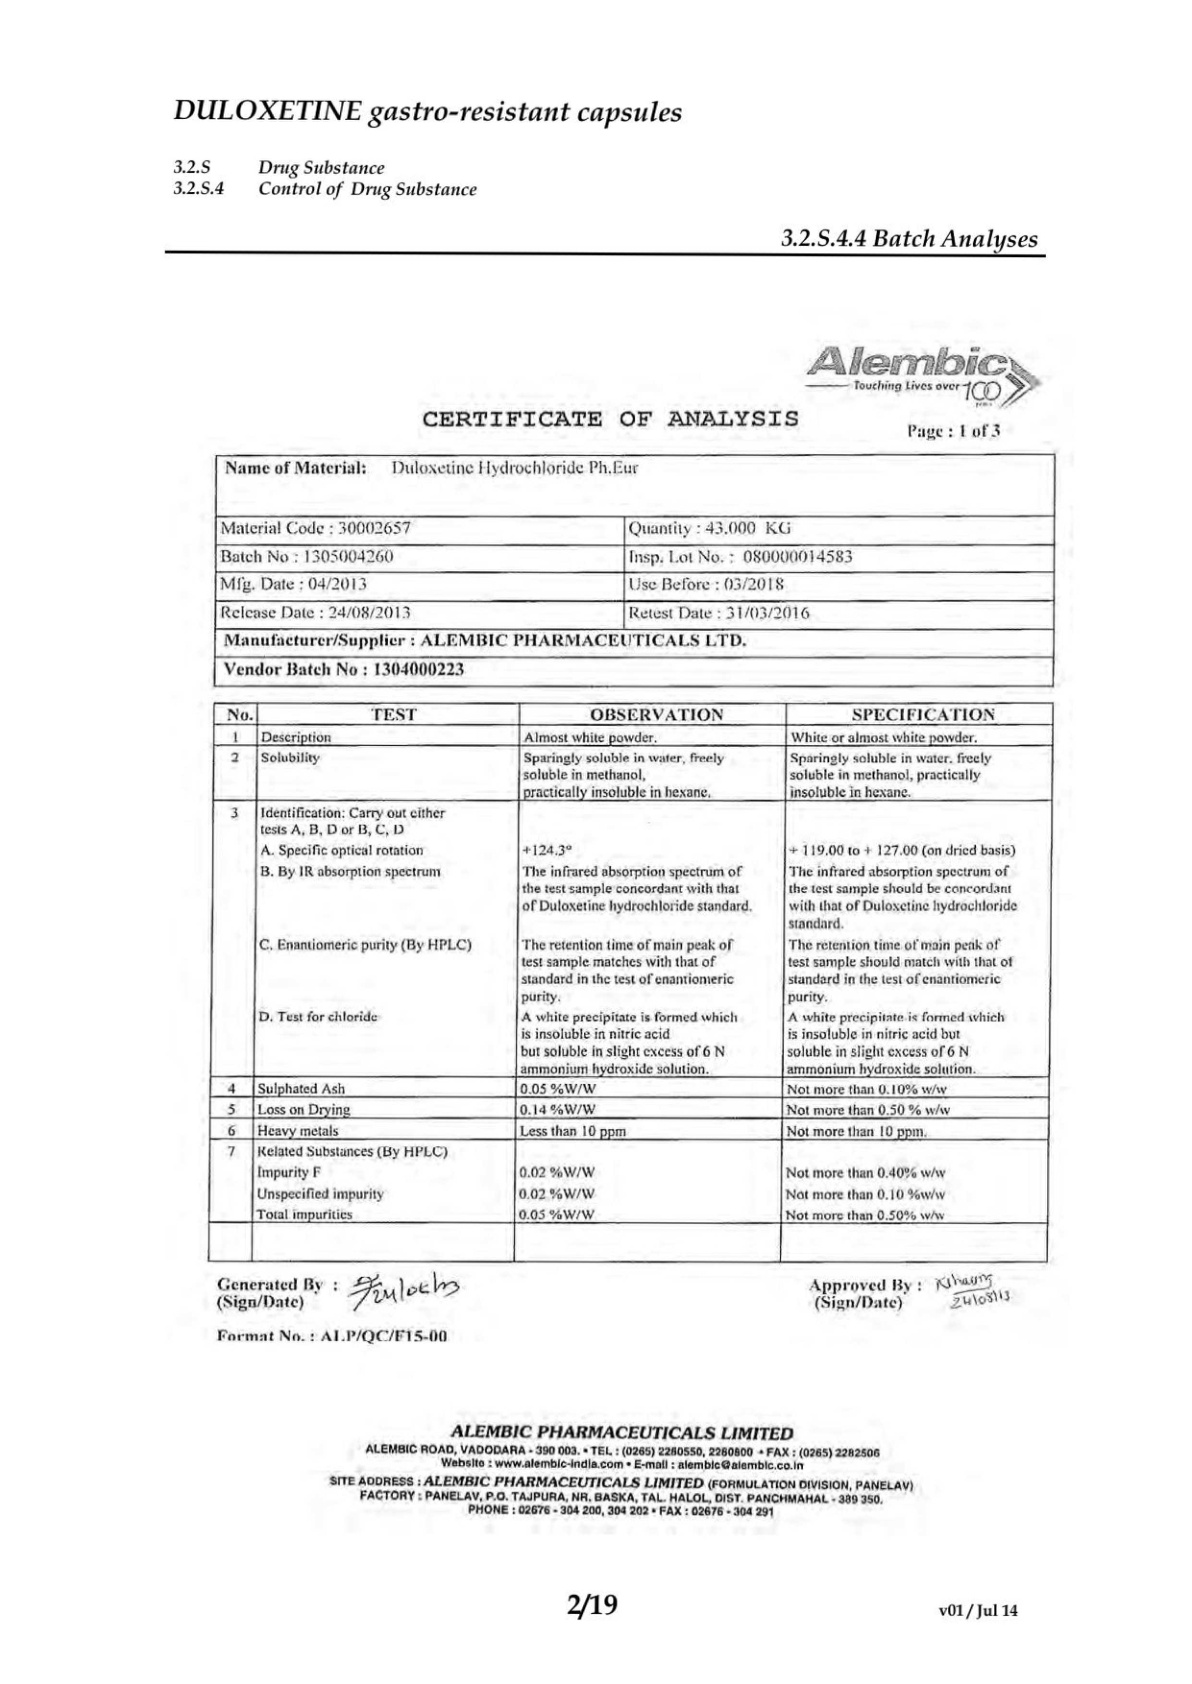 DULOXETINE gastro-resistant capsules
3.2.S Drug Substance
3.2.S.4 Control of Drug Substance
3.2.S.4.4 Batch Analyses
Alembic
Touching Lives over 100
years
CERTIFICATE OF ANALYSIS
Page : 1 of 3
Name of Material: Duloxetine Hydrochloride Ph.Eur
Material Code : 30002657 Quantity : 43.000 KG
Batch No : 1305004260 Insp. Lot No. : 080000014583
Mfg. Date : 04/2013 Use Before : 03/2018
Release Date : 24/08/2013 Retest Date : 31/03/2016
Manufacturer/Supplier : ALEMBIC PHARMACEUTICALS LTD.
Vendor Batch No : 1304000223
No. TEST OBSERVATION SPECIFICATION
1 Description Almost white powder. White or almost white powder.
2 Solubility Sparingly soluble in water, freely Sparingly soluble in water, freely
soluble in methanol, soluble in methanol, practically
practically insoluble in hexane. insoluble in hexane.
3 Identification: Carry out either
tests A, B, D or B, C, D
A. Specific optical rotation +124.3° + 119.00 to + 127.00 (on dried basis)
B. By IR absorption spectrum The infrared absorption spectrum of The infrared absorption spectrum of
the test sample concordant with that the test sample should be concordant
of Duloxetine hydrochloride standard. with that of Duloxetine hydrochloride
standard.
C. Enantiomeric purity (By HPLC) The retention time of main peak of The retention time of main peak of
test sample matches with that of test sample should match with that of
standard in the test of enantiomeric standard in the test of enantiomeric
purity. purity.
D. Test for chloride A white precipitate is formed which A white precipitate is formed which
is insoluble in nitric acid is insoluble in nitric acid but
but soluble in slight excess of 6 N soluble in slight excess of 6 N
ammonium hydroxide solution. ammonium hydroxide solution.
4 Sulphated Ash 0.05 %W/W Not more than 0.10% w/w
5 Loss on Drying 0.14 %W/W Not more than 0.50 % w/w
6 Heavy metals Less than 10 ppm Not more than 10 ppm.
7 Related Substances (By HPLC)
Impurity F 0.02 %W/W Not more than 0.40% w/w
Unspecified impurity 0.02 %W/W Not more than 0.10 %w/w
Total impurities 0.05 %W/W Not more than 0.50% w/w
Generated By : Approved By :
(Sign/Date) (Sign/Date) 24/08/13
Format No. : ALP/QC/F15-00
ALEMBIC PHARMACEUTICALS LIMITED
ALEMBIC ROAD, VADODARA - 390 003. • TEL : (0265) 2280550, 2280800 • FAX : (0265) 2282506
Website : www.alembic-india.com • E-mail : alembic@alembic.co.in
SITE ADDRESS : ALEMBIC PHARMACEUTICALS LIMITED (FORMULATION DIVISION, PANELAV)
FACTORY : PANELAV, P.O. TAJPURA, NR. BASKA, TAL. HALOL, DIST. PANCHMAHAL - 389 350.
PHONE : 02676 - 304 200, 304 202 • FAX : 02676 - 304 291
2/19
v01 / Jul 14